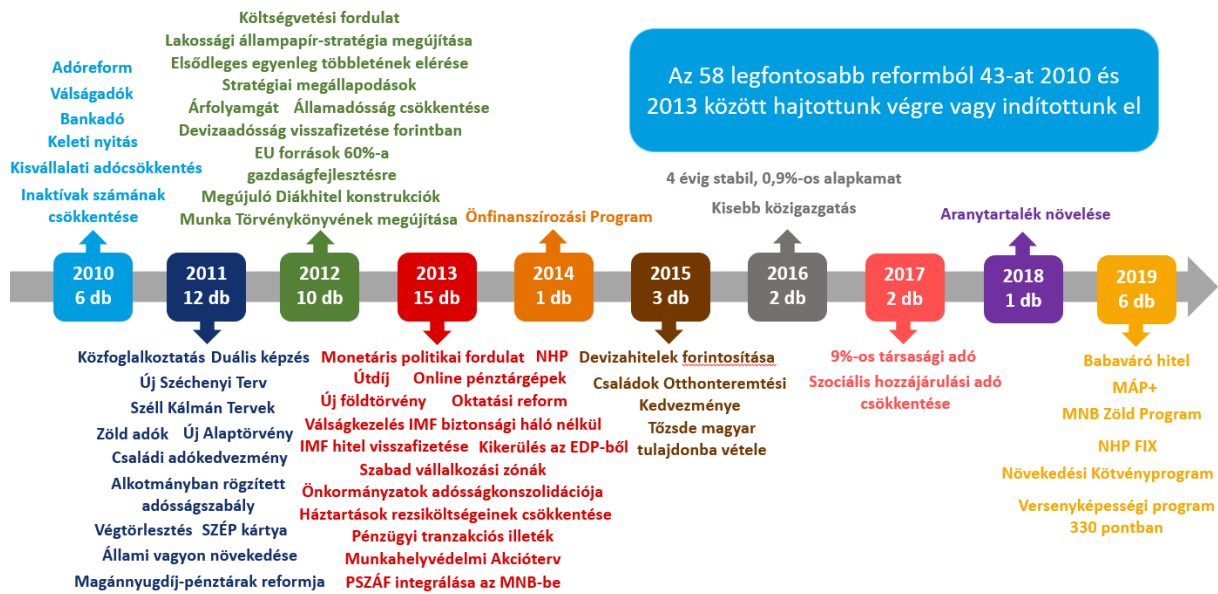 Az 58 legfontosabb reformból 43-at 2010 és
2013 között hajtottunk végre vagy indítottunk el
Adóreform
Válságadók
Bankadó
Keleti nyitás
Kisvállalati adócsökkentés
Inaktívak számának
csökkentése
Költségvetési fordulat
Lakossági állampapír-stratégia megújítása
Elsődleges egyenleg többletének elérése
Stratégiai megállapodások
Árfolyamgát Államadósság csökkentése
Devizaadósság visszafizetése forintban
EU források 60%-a
gazdaságfejlesztésre
Megújuló Diákhitel konstrukciók
Munka Törvénykönyvének megújítása
Önfinanszírozási Program
4 évig stabil, 0,9%-os alapkamat
Kisebb közigazgatás
Aranytartalék növelése
2010
6 db
2011
12 db
2012
10 db
2013
15 db
2014
1 db
2015
3 db
2016
2 db
2017
2 db
2018
1 db
2019
6 db
Közfoglalkoztatás Duális képzés
Új Széchenyi Terv
Széll Kálmán Tervek
Zöld adók Új Alaptörvény
Családi adókedvezmény
Alkotmányban rögzített
adósságszabály
Végtörlesztés SZÉP kártya
Állami vagyon növekedése
Magánnyugdíj-pénztárak reformja
Monetáris politikai fordulat NHP
Útdíj Online pénztárgépek
Új földtörvény Oktatási reform
Válságkezelés IMF biztonsági háló nélkül
IMF hitel visszafizetése Kikerülés az EDP-ből
Szabad vállalkozási zónák
Önkormányzatok adósságkonszolidációja
Háztartások rezsiköltségeinek csökkentése
Pénzügyi tranzakciós illeték
Munkahelyvédelmi Akcióterv
PSZÁF integrálása az MNB-be
Devizahitelek forintosítása
Családok Otthonteremtési
Kedvezménye
Tőzsde magyar
tulajdonba vétele
9%-os társasági adó
Szociális hozzájárulási adó
csökkentése
Babaváró hitel
MÁP+
MNB Zöld Program
NHP FIX
Növekedési Kötvényprogram
Versenyképességi program
330 pontban